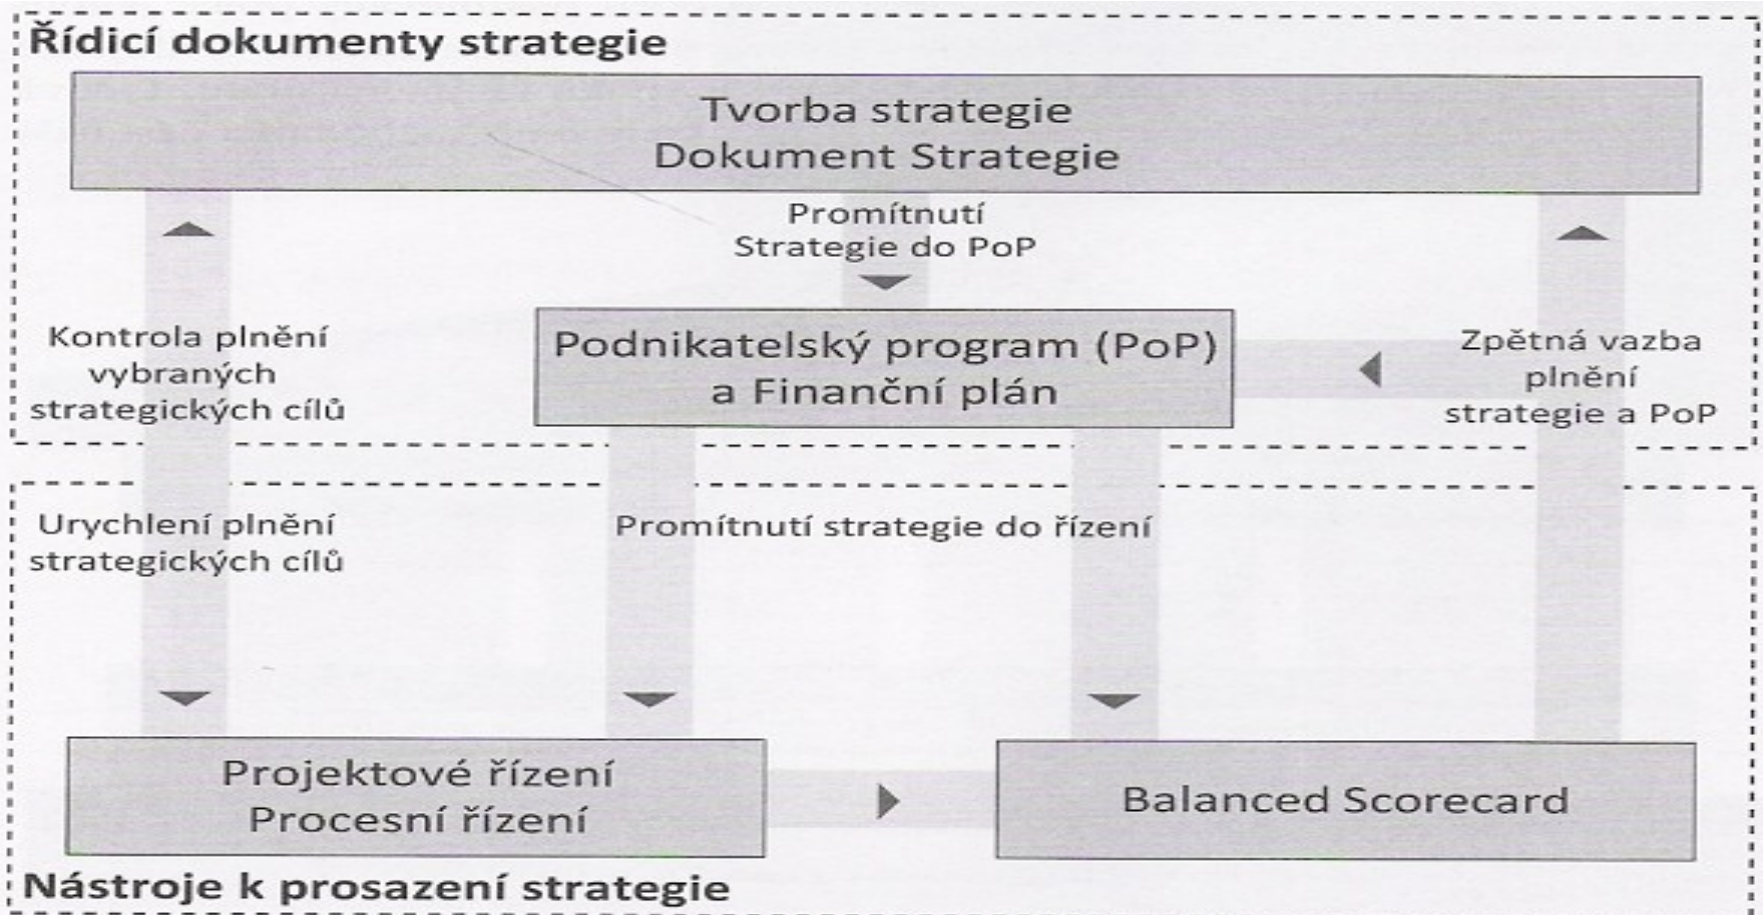 Řídicí dokumenty strategie
Tvorba strategie
Dokument Strategie
Promítnutí
Strategie do PoP
Kontrola plnění
vybraných
strategických cílů
Podnikatelský program (PoP)
a Finanční plán
Zpětná vazba
plnění
strategie a PoP
Urychlení plnění
strategických cílů
Promítnutí strategie do řízení
Projektové řízení
Procesní řízení
Balanced Scorecard
Nástroje k prosazení strategie